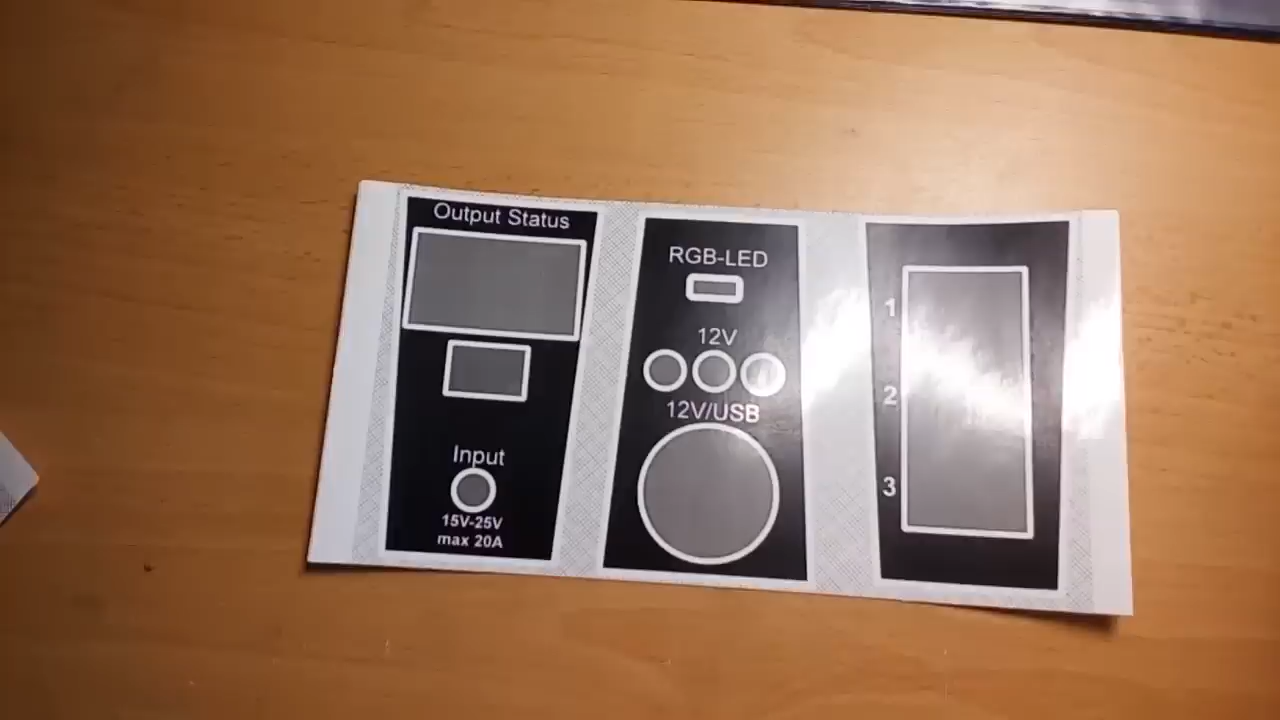 Output Status
Input
15V-25V
max 20A
RGB-LED
12V
12V/USB
1
2
3